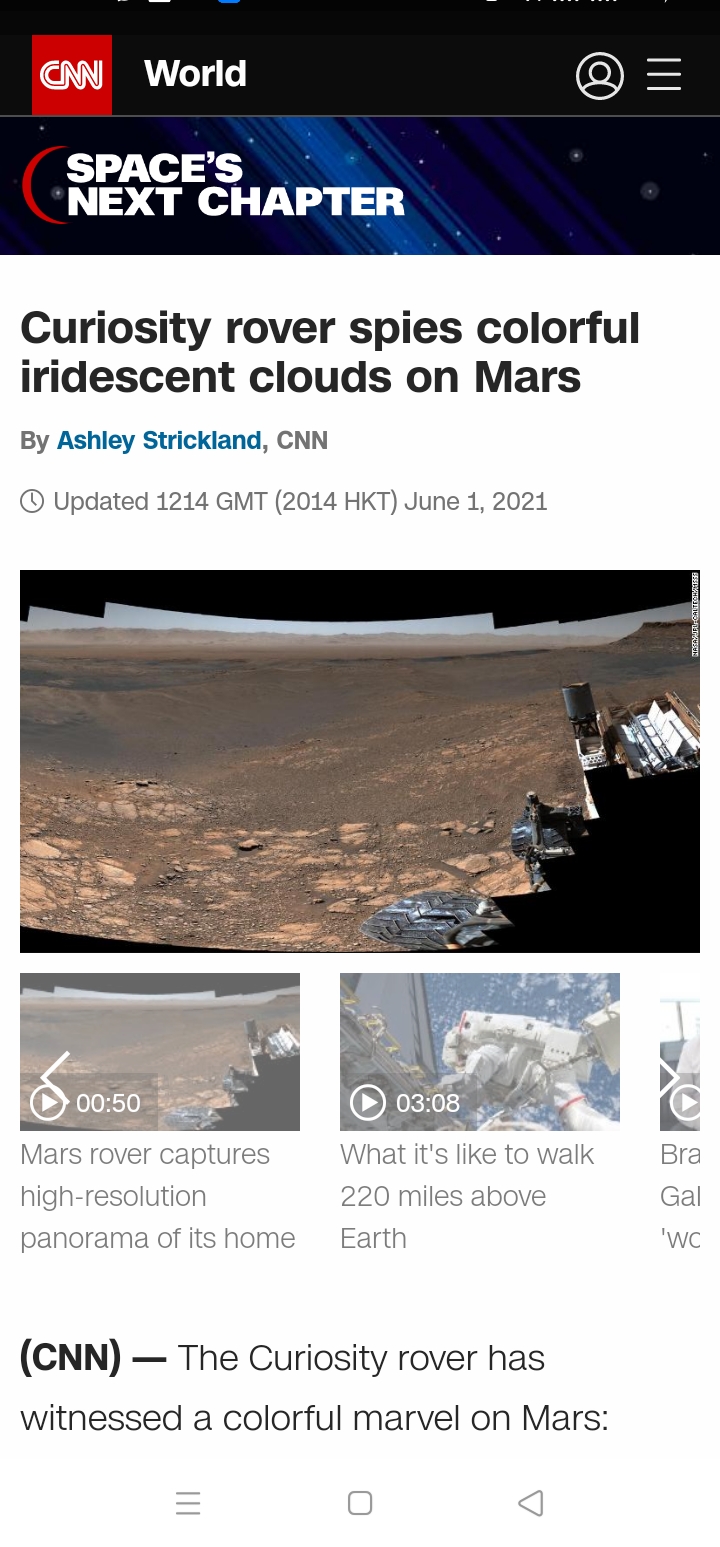 CNN World
SPACE'S
NEXT CHAPTER
Curiosity rover spies colorful
iridescent clouds on Mars
By Ashley Strickland, CNN
Updated 1214 GMT (2014 HKT) June 1, 2021
NASA/JPL-CALTECH/MSSS
00:50
Mars rover captures
high-resolution
panorama of its home
03:08
What it's like to walk
220 miles above
Earth
Bra
Gal
'wo
(CNN) — The Curiosity rover has
witnessed a colorful marvel on Mars: